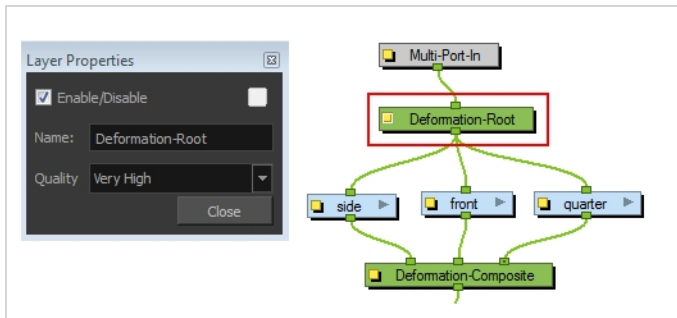 Layer Properties
Enable/Disable
Name: Deformation-Root
Quality Very High
Close
Multi-Port-In
Deformation-Root
side front quarter
Deformation-Composite